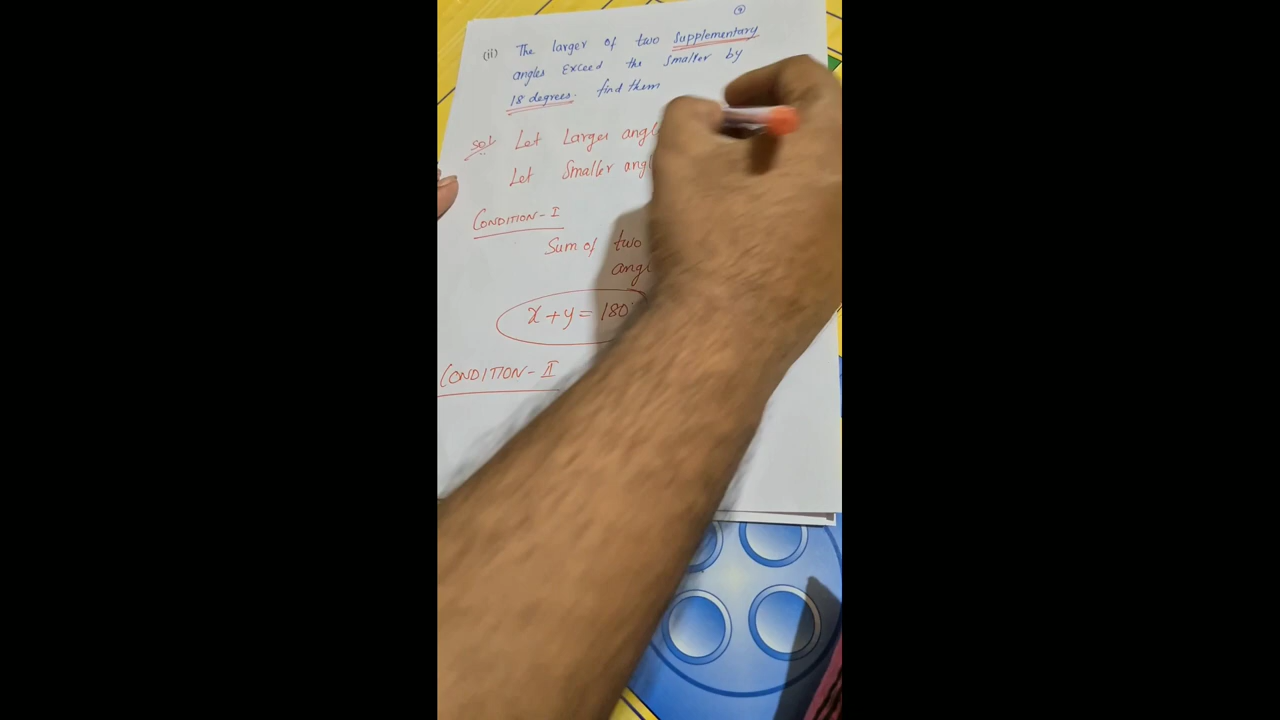 9
(ii) The larger of two Supplementary
angles Exceed the Smaller by
18 degrees. find them
Sol Let Larger
Let Smaller
CONDITION - I
Sum of two
x + y = 180°
CONDITION - II